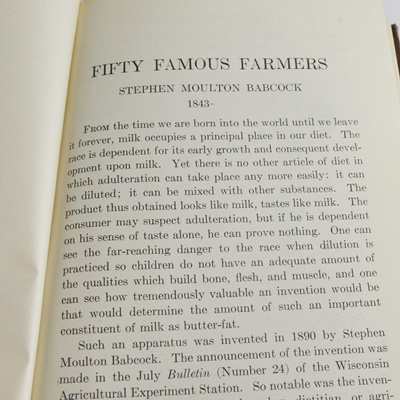 FIFTY FAMOUS FARMERS
STEPHEN MOULTON BABCOCK
1843–
FROM the time we are born into the world until we leave
it forever, milk occupies a principal place in our diet. The
race is dependent for its early growth and consequent devel-
opment upon milk. Yet there is no other article of diet in
which adulteration can take place any more easily: it can
be diluted; it can be mixed with other substances. The
product thus obtained looks like milk, tastes like milk. The
consumer may suspect adulteration, but if he is dependent
on his sense of taste alone, he can prove nothing. One can
see the far-reaching danger to the race when dilution is
practiced so children do not have an adequate amount of
the qualities which build bone, flesh, and muscle, and one
can see how tremendously valuable an invention would be
that would determine the amount of such an important
constituent of milk as butter-fat.
Such an apparatus was invented in 1890 by Stephen
Moulton Babcock. The announcement of the invention was
made in the July Bulletin (Number 24) of the Wisconsin
Agricultural Experiment Station. So notable was the inven-
dietitian, or agri-